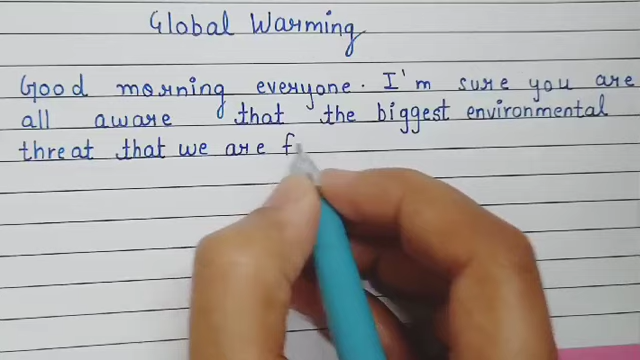 Global Warming
Good morning everyone. I'm sure you are
all aware that the biggest environmental
threat that we are f